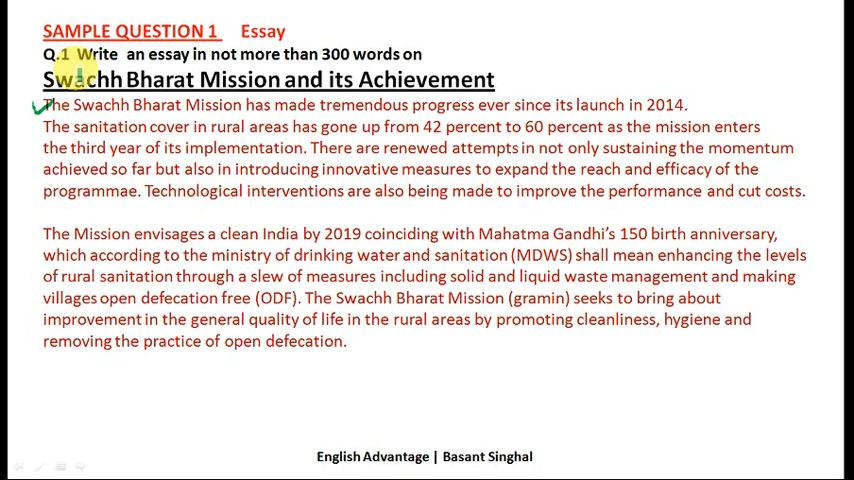 SAMPLE QUESTION 1 Essay
Q.1 Write an essay in not more than 300 words on
Swachh Bharat Mission and its Achievement
The Swachh Bharat Mission has made tremendous progress ever since its launch in 2014.
The sanitation cover in rural areas has gone up from 42 percent to 60 percent as the mission enters
the third year of its implementation. There are renewed attempts in not only sustaining the momentum
achieved so far but also in introducing innovative measures to expand the reach and efficacy of the
programmae. Technological interventions are also being made to improve the performance and cut costs.
The Mission envisages a clean India by 2019 coinciding with Mahatma Gandhi's 150 birth anniversary,
which according to the ministry of drinking water and sanitation (MDWS) shall mean enhancing the levels
of rural sanitation through a slew of measures including solid and liquid waste management and making
villages open defecation free (ODF). The Swachh Bharat Mission (gramin) seeks to bring about
improvement in the general quality of life in the rural areas by promoting cleanliness, hygiene and
removing the practice of open defecation.
English Advantage | Basant Singhal